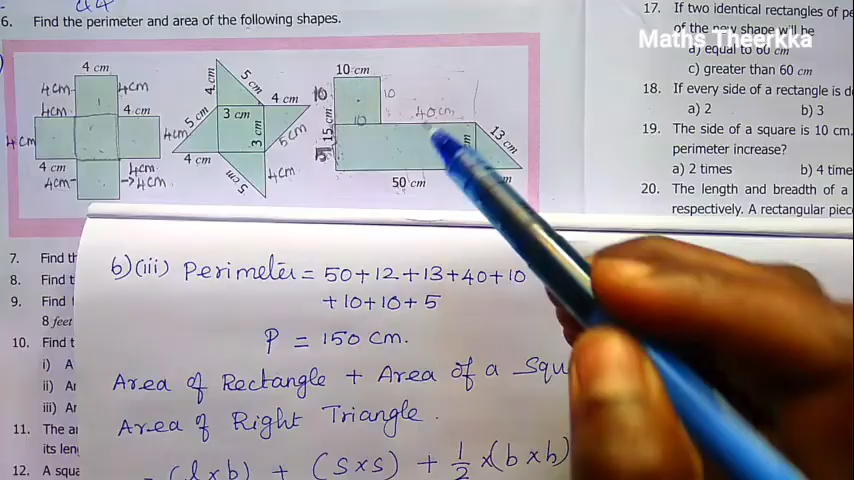 44
6. Find the perimeter and area of the following shapes.
4 cm
4cm
4cm
4cm
4 cm
4cm
4 cm
4cm
4cm
4cm
4 cm
5 cm
5 cm
3 cm
4 cm
4cm
3 cm
5cm
4 cm
5 cm
4cm
10 cm
10
10
10
15 cm
40cm
13 cm
50 cm
17. If two identical rectangles of pe
of the new shape will be
a) equal to 60 cm
c) greater than 60 cm
Maths Theerkka
18. If every side of a rectangle is d
a) 2 b) 3
19. The side of a square is 10 cm.
perimeter increase?
a) 2 times b) 4 time
20. The length and breadth of a
respectively. A rectangular piec
7. Find th
8. Find t
9. Find
8 feet
10. Find t
i) A
ii) Ar
iii) Ar
11. The ar
its len
12. A squa
6)(iii) Perimeter = 50+12+13+40+10
+10+10+5
P = 150 cm.
Area of Rectangle + Area of a Squ
Area of Right Triangle.
= (l×b) + (s×s) + 1/2 ×(b×h)